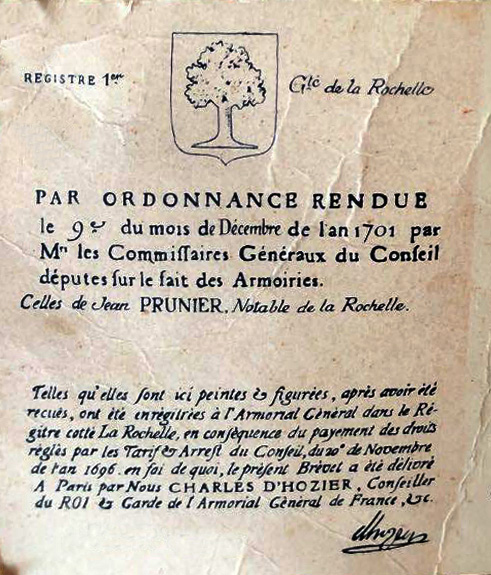 REGISTRE 1er
Glté de la Rochelle
PAR ORDONNANCE RENDUE
le 9e du mois de Décembre de l'an 1701 par
Mrs les Commiſſaires Généraux du Conſeil
députes ſur le fait des Armoiries.
Celles de Jean PRUNIER, Notable de la Rochelle.
Telles qu'elles ſont ici peintes & figurées, après avoir été
reçues, ont été enrégitrées à l'Armorial Général dans le Ré-
gitre cotté La Rochelle, en conſéquence du payement des droits
réglés par les Tarif & Arreſt du Conſeil, du 20e de Novembre
de l'an 1696. en foi de quoi, le préſent Brévet a été délivré
A Paris par Nous CHARLES D'HOZIER, Conseiller
du ROI & Garde de l'Armorial Général de France, &c.